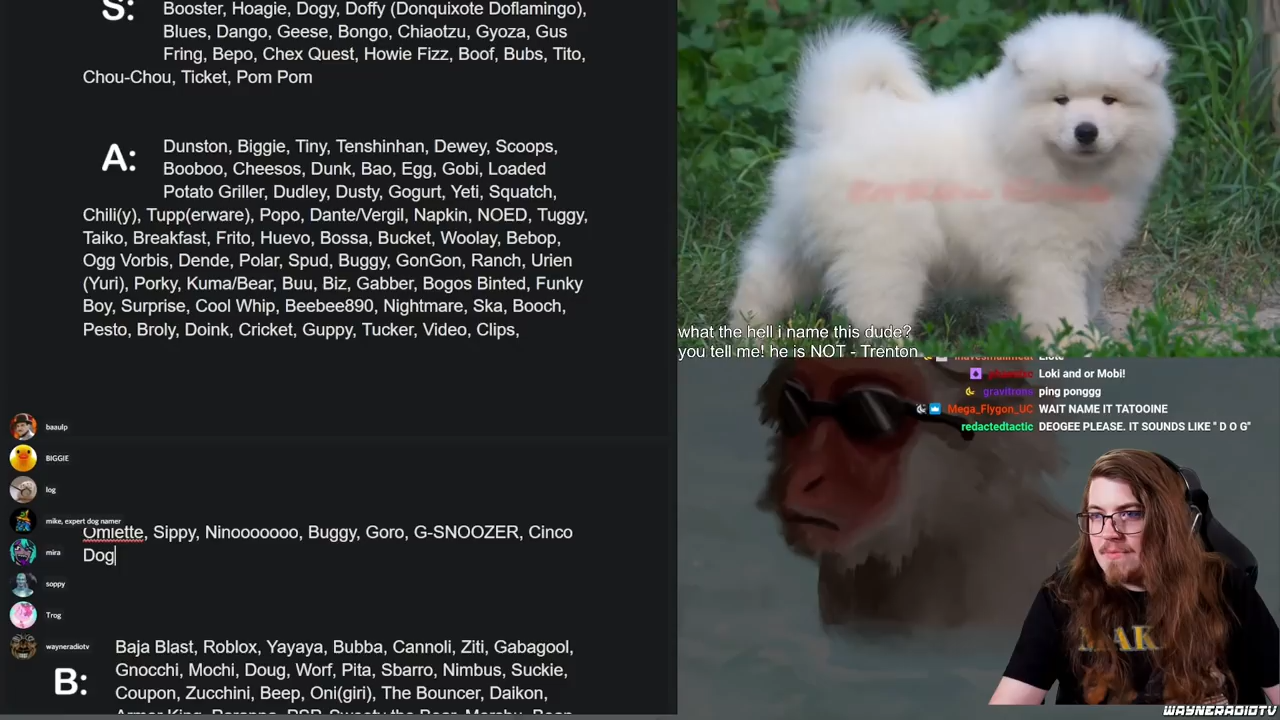 S:
Booster, Hoagie, Dogy, Doffy (Donquixote Doflamingo),
Blues, Dango, Geese, Bongo, Chiaotzu, Gyoza, Gus
Fring, Bepo, Chex Quest, Howie Fizz, Boof, Bubs, Tito,
Chou-Chou, Ticket, Pom Pom
A:
Dunston, Biggie, Tiny, Tenshinhan, Dewey, Scoops,
Booboo, Cheesos, Dunk, Bao, Egg, Gobi, Loaded
Potato Griller, Dudley, Dusty, Gogurt, Yeti, Squatch,
Chili(y), Tupp(erware), Popo, Dante/Vergil, Napkin, NOED, Tuggy,
Taiko, Breakfast, Frito, Huevo, Bossa, Bucket, Woolay, Bebop,
Ogg Vorbis, Dende, Polar, Spud, Buggy, GonGon, Ranch, Urien
(Yuri), Porky, Kuma/Bear, Buu, Biz, Gabber, Bogos Binted, Funky
Boy, Surprise, Cool Whip, Beebee890, Nightmare, Ska, Booch,
Pesto, Broly, Doink, Cricket, Guppy, Tucker, Video, Clips,
baaulp
BIGGIE
log
mike, expert dog namer
mira
soppy
Trog
wayneradiotv
Omlette, Sippy, Ninooooooo, Buggy, Goro, G-SNOOZER, Cinco
Dog
B:
Baja Blast, Roblox, Yayaya, Bubba, Cannoli, Ziti, Gabagool,
Gnocchi, Mochi, Doug, Worf, Pita, Sbarro, Nimbus, Suckie,
Coupon, Zucchini, Beep, Oni(giri), The Bouncer, Daikon,
what the hell i name this dude?
you tell me! he is NOT - Trenton
Loki and or Mobi!
gravitrons ping ponggg
Mega_Flygon_UC WAIT NAME IT TATOOINE
redactedtactic DEOGEE PLEASE. IT SOUNDS LIKE " D O G"
WAYNERADIOTV